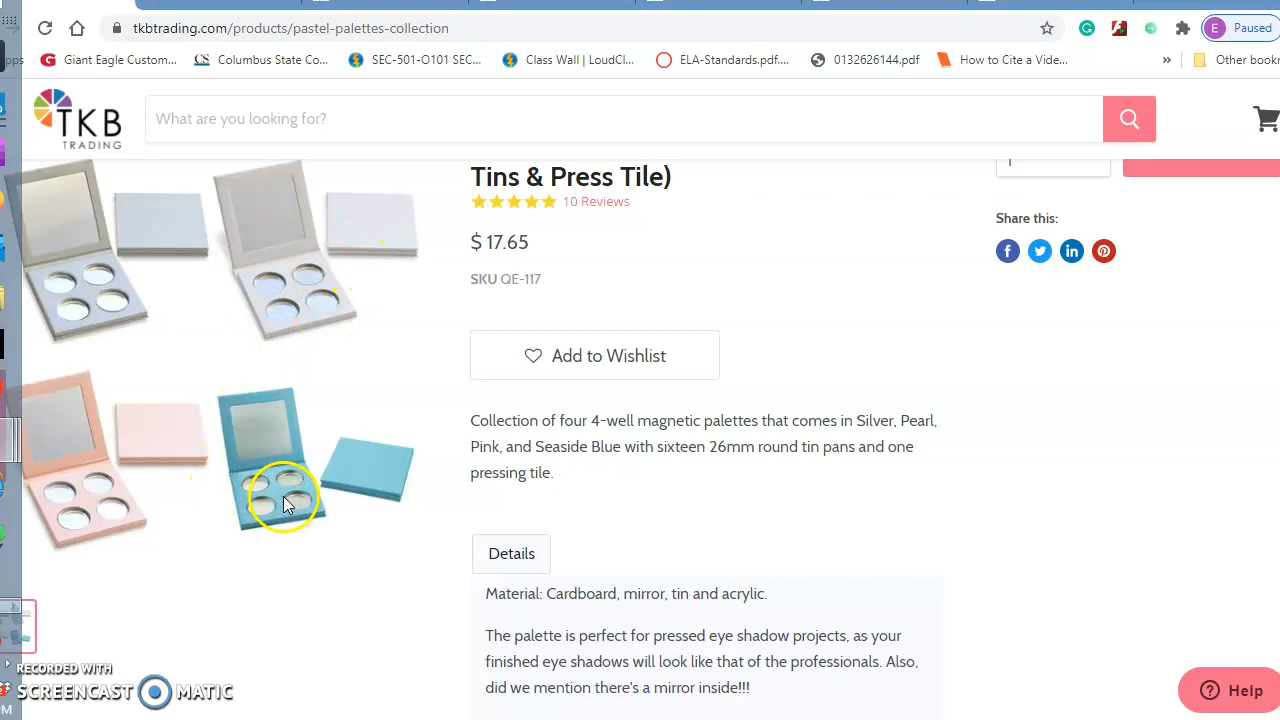 tkbtrading.com/products/pastel-palettes-collection
E Paused
pps Giant Eagle Custom... CS Columbus State Co... SEC-501-O101 SEC... Class Wall | LoudCl... ELA-Standards.pdf.... 0132626144.pdf How to Cite a Vide... » Other bookr
TKB TRADING
What are you looking for?
Tins & Press Tile)
10 Reviews
$ 17.65
SKU QE-117
1
Share this:
Add to Wishlist
Collection of four 4-well magnetic palettes that comes in Silver, Pearl,
Pink, and Seaside Blue with sixteen 26mm round tin pans and one
pressing tile.
Details
Material: Cardboard, mirror, tin and acrylic.
The palette is perfect for pressed eye shadow projects, as your
finished eye shadows will look like that of the professionals. Also,
did we mention there's a mirror inside!!!
RECORDED WITH
SCREENCAST MATIC
Help
PM